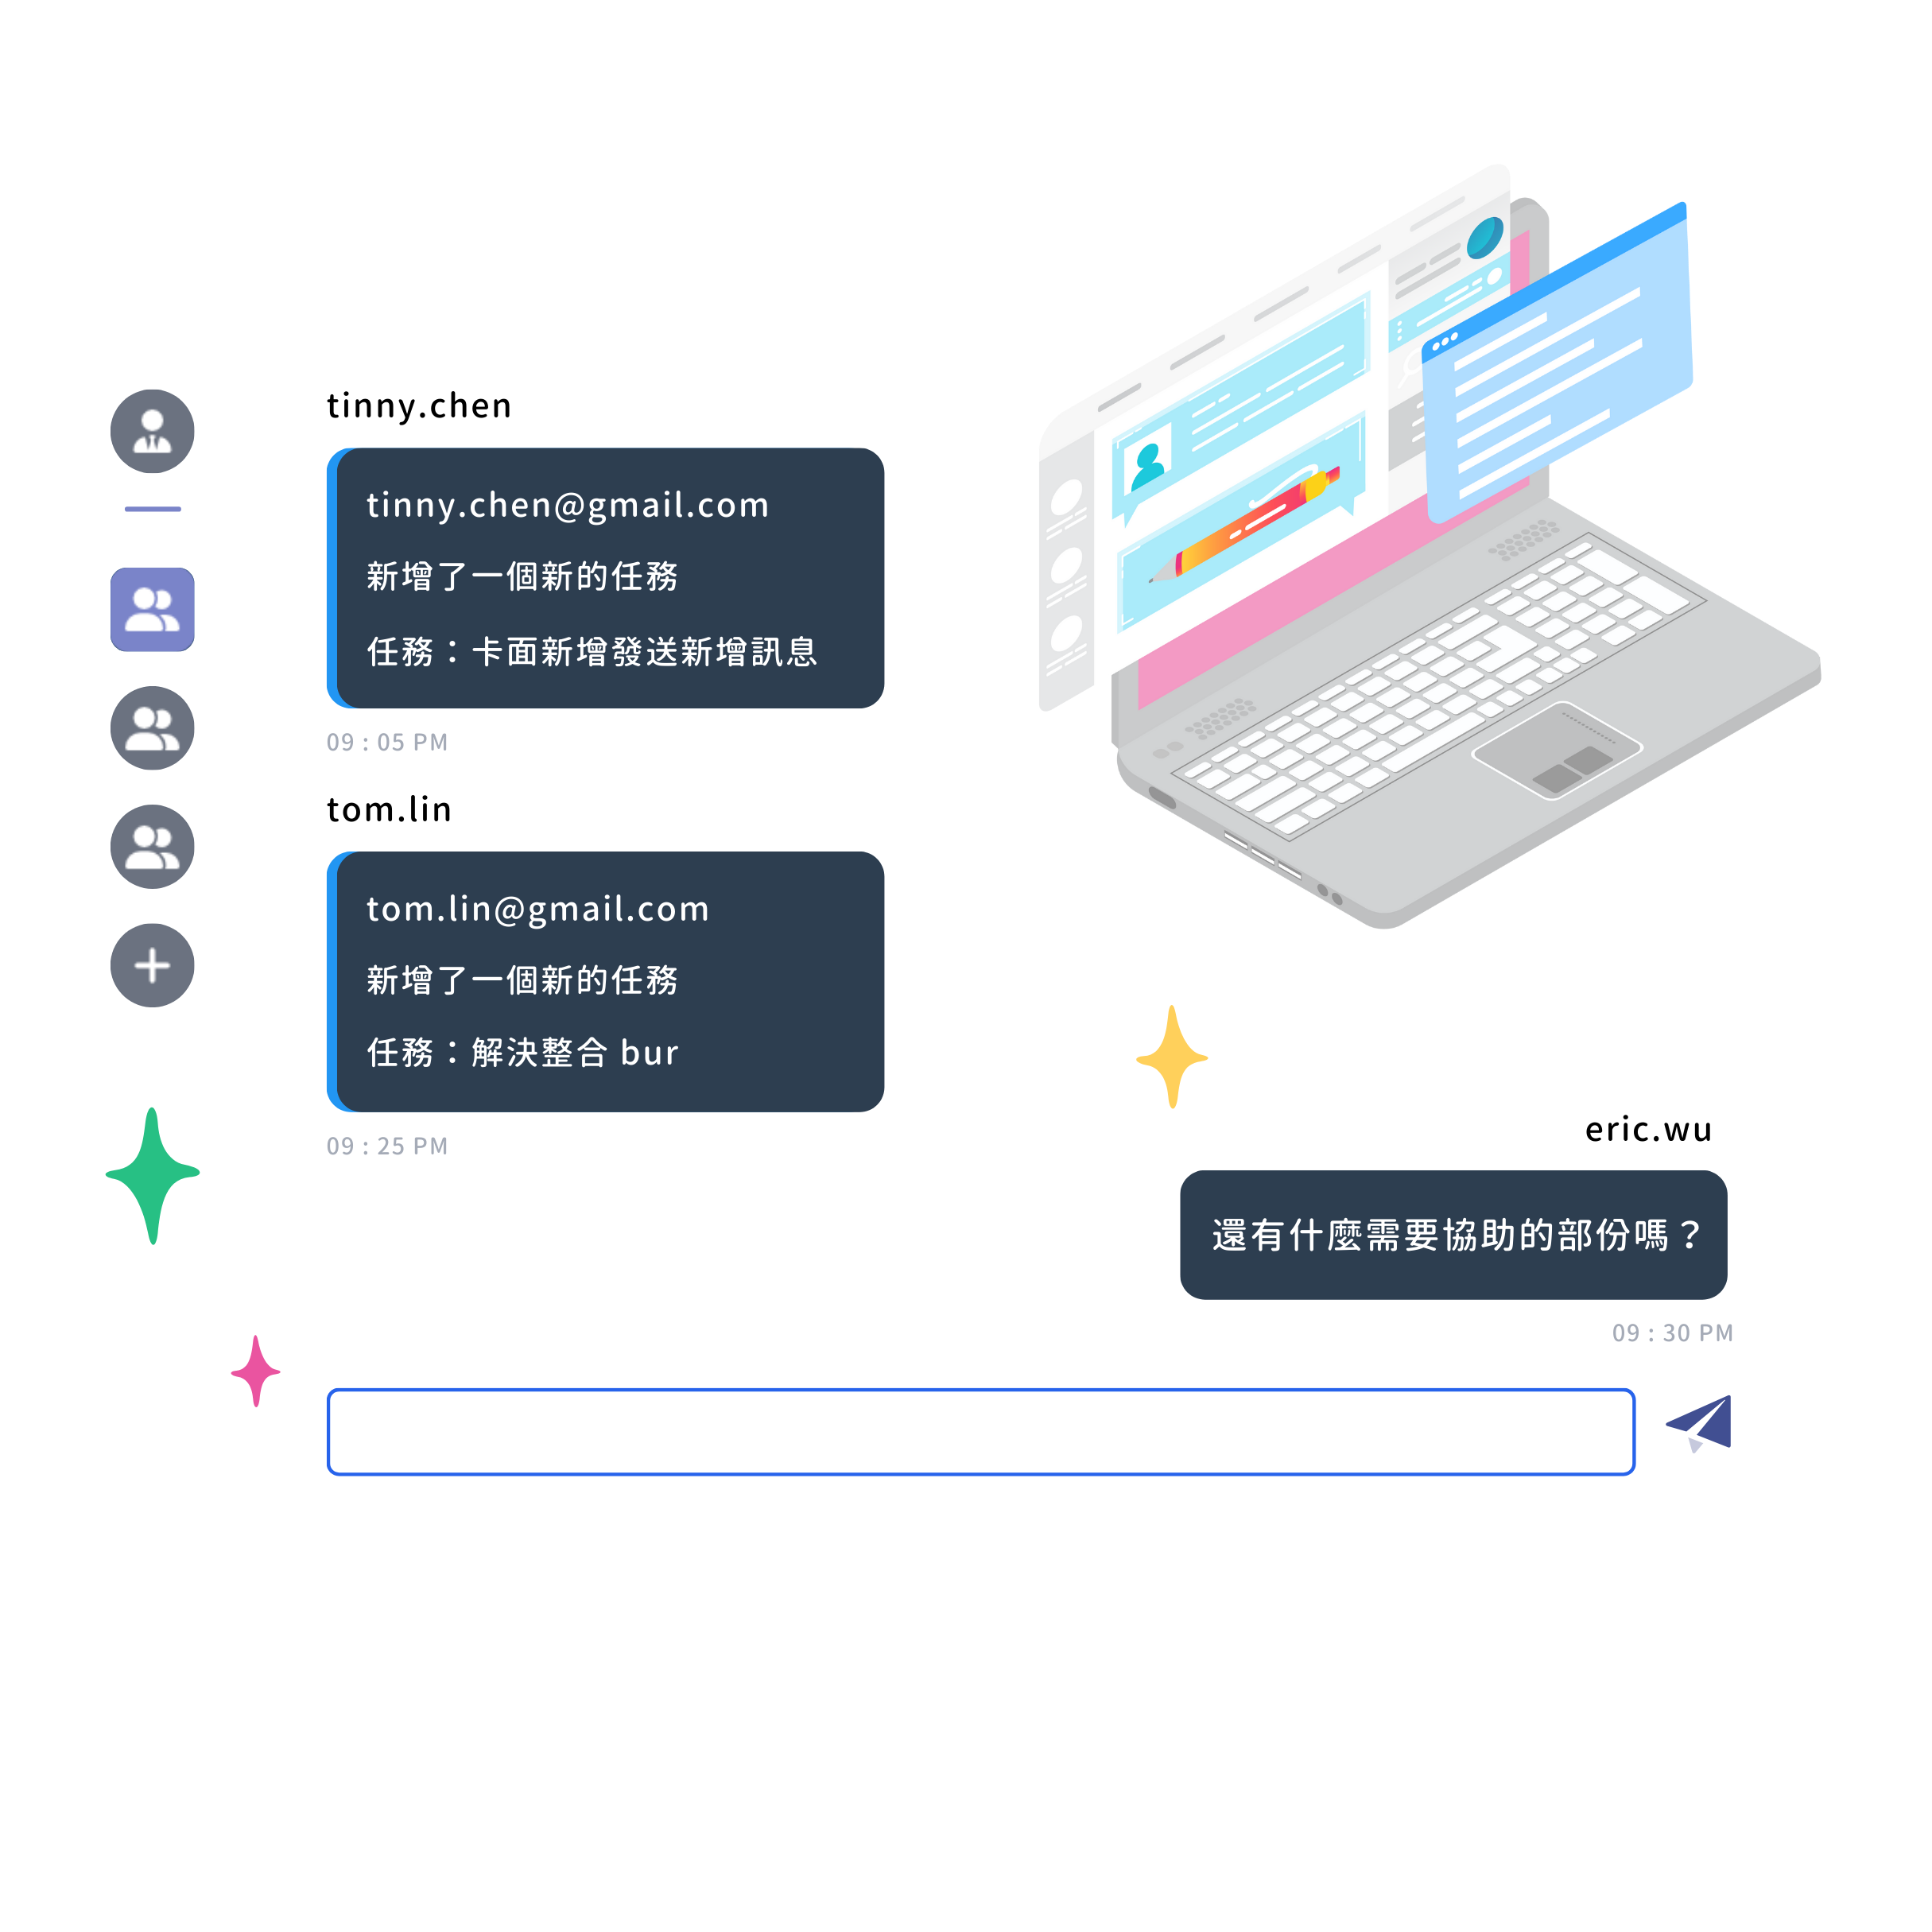 tinny.chen
tinny.chen@gmail.com
新增了一個新的任務
任務：卡面新增發送新增訊息
09 : 05 PM
tom.lin
tom.lin@gmail.com
新增了一個新的任務
任務：解決整合 bur
09 : 25 PM
eric.wu
還有什麼需要協助的部份嗎？
09 : 30 PM